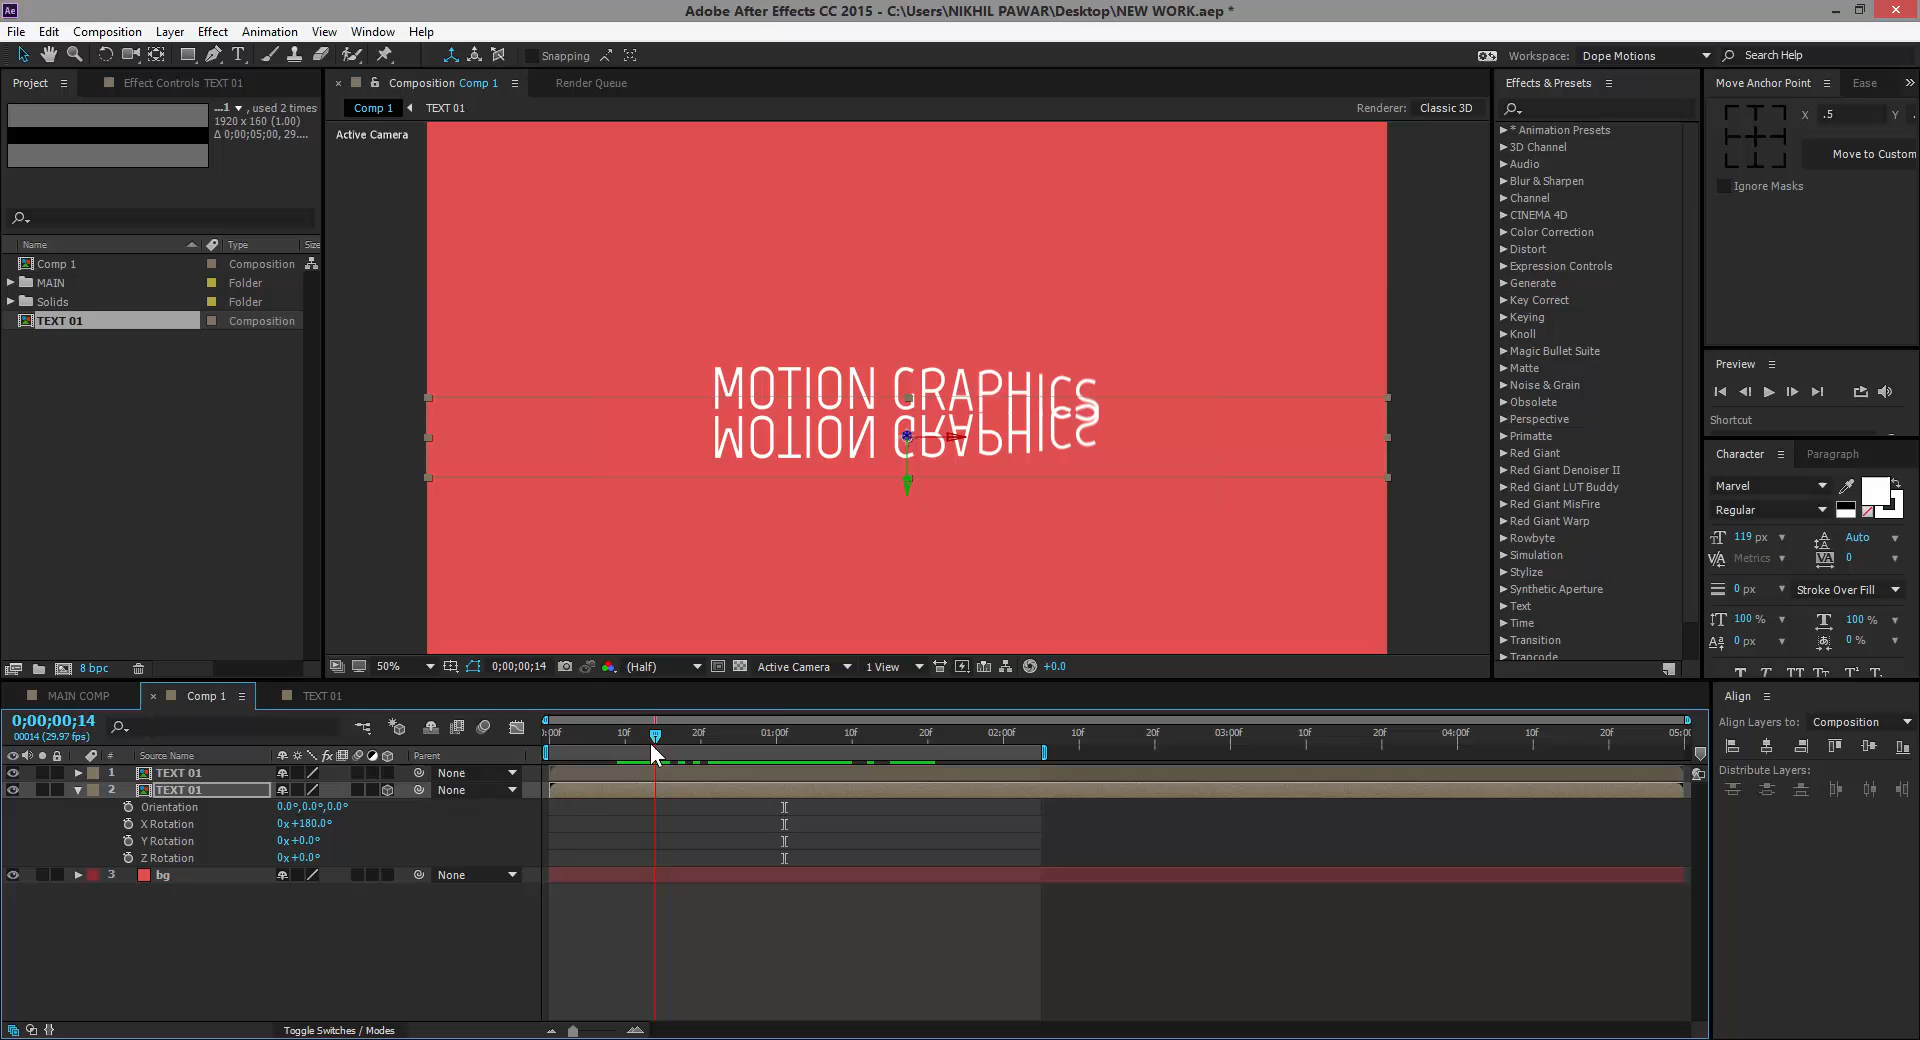 Ae
Adobe After Effects CC 2015 - C:\Users\NIKHIL PAWAR\Desktop\NEW WORK.aep *
File Edit Composition Layer Effect Animation View Window Help
Snapping
Workspace: Dope Motions
Search Help
Project
Effect Controls TEXT 01
...1 ▼, used 2 times
1920 x 160 (1.00)
Δ 0;00;05;00, 29....
Name Type Size
Comp 1 Composition
MAIN Folder
Solids Folder
TEXT 01 Composition
8 bpc
Composition Comp 1
Render Queue
Comp 1 TEXT 01
Renderer: Classic 3D
Active Camera
MOTION GRAPHICS
MOTION GRAPHICS
50% 0;00;00;14 (Half) Active Camera 1 View +0.0
Effects & Presets
* Animation Presets
3D Channel
Audio
Blur & Sharpen
Channel
CINEMA 4D
Color Correction
Distort
Expression Controls
Generate
Key Correct
Keying
Knoll
Magic Bullet Suite
Matte
Noise & Grain
Obsolete
Perspective
Primatte
Red Giant
Red Giant Denoiser II
Red Giant LUT Buddy
Red Giant MisFire
Red Giant Warp
Rowbyte
Simulation
Stylize
Synthetic Aperture
Text
Time
Transition
Trapcode
Move Anchor Point Ease
X .5 Y .
Move to Custom
Ignore Masks
Preview
Shortcut
Character Paragraph
Marvel
Regular
119 px Auto
Metrics 0
0 px Stroke Over Fill
100 % 100 %
0 px 0 %
MAIN COMP Comp 1 TEXT 01
0;00;00;14
00014 (29.97 fps)
# Source Name Parent
1 TEXT 01 None
2 TEXT 01 None
Orientation 0.0°,0.0°,0.0°
X Rotation 0x+180.0°
Y Rotation 0x+0.0°
Z Rotation 0x+0.0°
3 bg None
:00f 10f 20f 01:00f 10f 20f 02:00f 10f 20f 03:00f 10f 20f 04:00f 10f 20f 05:00
Toggle Switches / Modes
Align
Align Layers to: Composition
Distribute Layers: